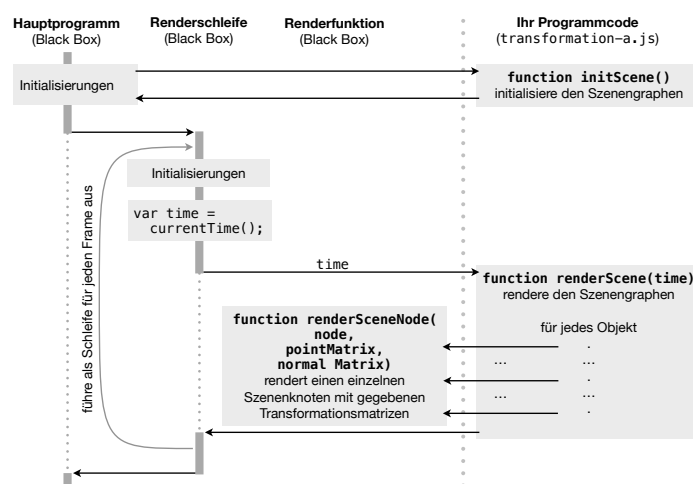 Hauptprogramm
(Black Box)
Renderschleife
(Black Box)
Renderfunktion
(Black Box)
Ihr Programmcode
(transformation-a.js)
Initialisierungen
function initScene()
initialisiere den Szenengraphen
führe als Schleife für jeden Frame aus
Initialisierungen
var time =
currentTime();
time
function renderScene(time)
rendere den Szenengraphen
für jedes Objekt
function renderSceneNode(
node,
pointMatrix,
normal Matrix)
rendert einen einzelnen
Szenenknoten mit gegebenen
Transformationsmatrizen
.
... ...
.
... ...
.